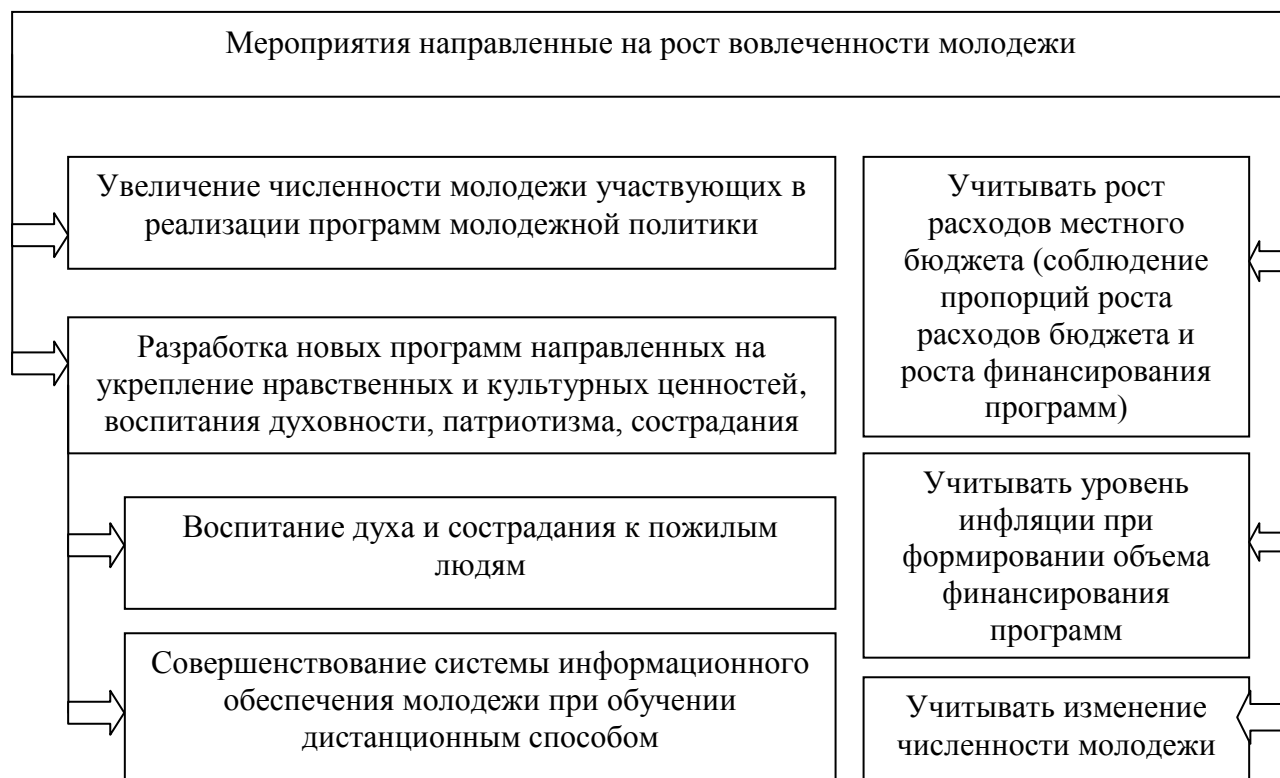 Мероприятия направленные на рост вовлеченности молодежи
Увеличение численности молодежи участвующих в
реализации программ молодежной политики
Разработка новых программ направленных на
укрепление нравственных и культурных ценностей,
воспитания духовности, патриотизма, сострадания
Воспитание духа и сострадания к пожилым
людям
Совершенствование системы информационного
обеспечения молодежи при обучении
дистанционным способом
Учитывать рост
расходов местного
бюджета (соблюдение
пропорций роста
расходов бюджета и
роста финансирования
программ)
Учитывать уровень
инфляции при
формировании объема
финансирования
программ
Учитывать изменение
численности молодежи